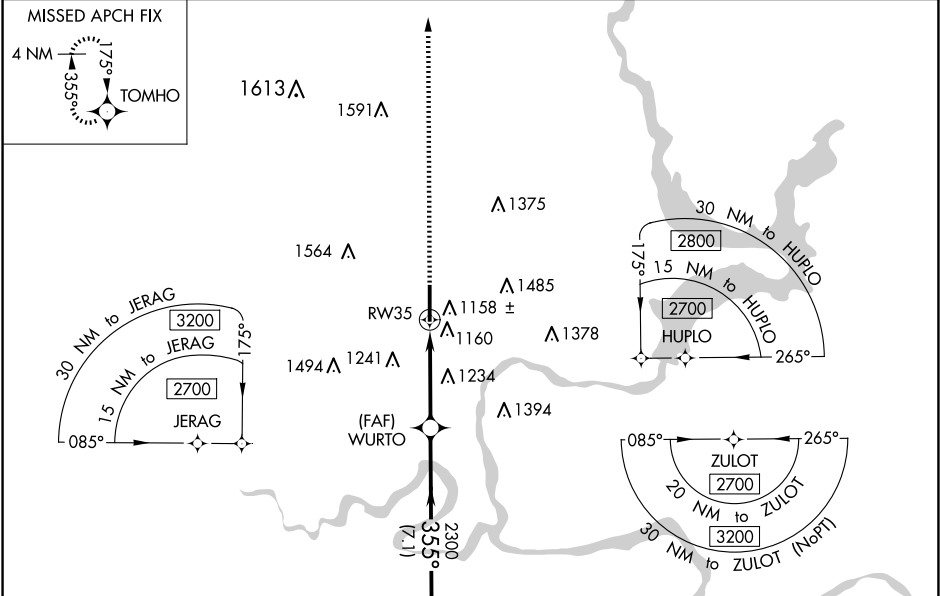 MISSED APCH FIX
4 NM
175°
355°
TOMHO
1613
1591
1375
1564
1485
RW35
1158 ±
1160
1378
1494
1241
1234
1394
(FAF)
WURTO
30 NM to JERAG
3200
175°
15 NM to JERAG
2700
JERAG
085°
30 NM to HUPLO
2800
175°
15 NM to HUPLO
2700
HUPLO
265°
085°
265°
ZULOT
2700
20 NM to ZULOT
3200
30 NM to ZULOT (NoPT)
2300
355°
(7.1)